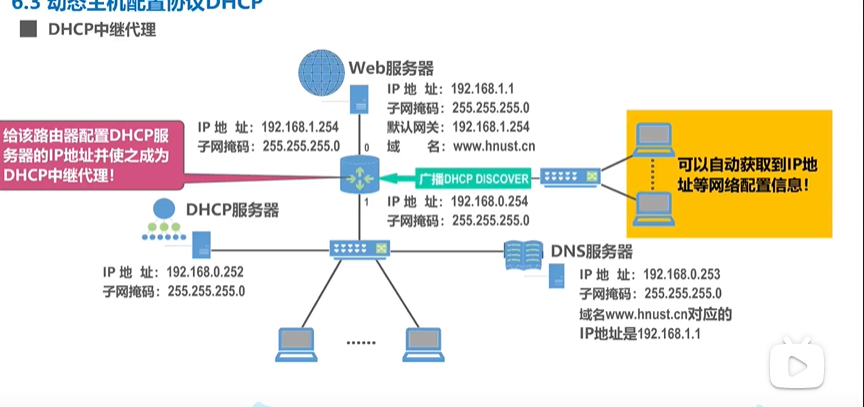 6.3 动态主机配置协议DHCP
DHCP中继代理
Web服务器
IP 地 址：192.168.1.1
子网掩码：255.255.255.0
默认网关：192.168.1.254
域 名：www.hnust.cn
给该路由器配置DHCP服
务器的IP地址并使之成为
DHCP中继代理！
IP 地 址：192.168.1.254
子网掩码：255.255.255.0
0
广播DHCP DISCOVER
可以自动获取到IP地
址等网络配置信息！
1
IP 地 址：192.168.0.254
子网掩码：255.255.255.0
DHCP服务器
IP 地 址：192.168.0.252
子网掩码：255.255.255.0
DNS服务器
IP 地 址：192.168.0.253
子网掩码：255.255.255.0
域名www.hnust.cn对应的
IP地址是192.168.1.1
......